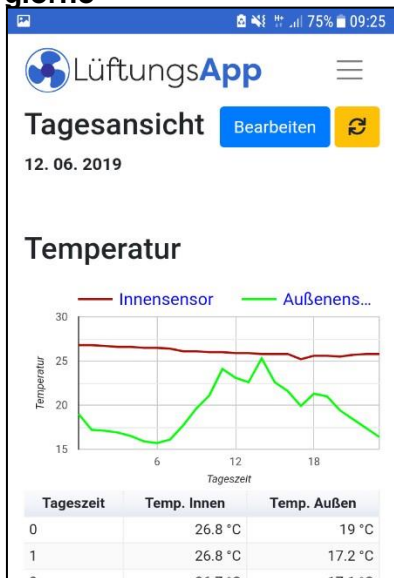 75% 09:25
LüftungsApp
Tagesansicht Bearbeiten
12. 06. 2019
Temperatur
Innensensor Außenens...
30
25
20
15
Temperatur
6 12 18
Tageszeit
Tageszeit Temp. Innen Temp. Außen
0 26.8 °C 19 °C
1 26.8 °C 17.2 °C